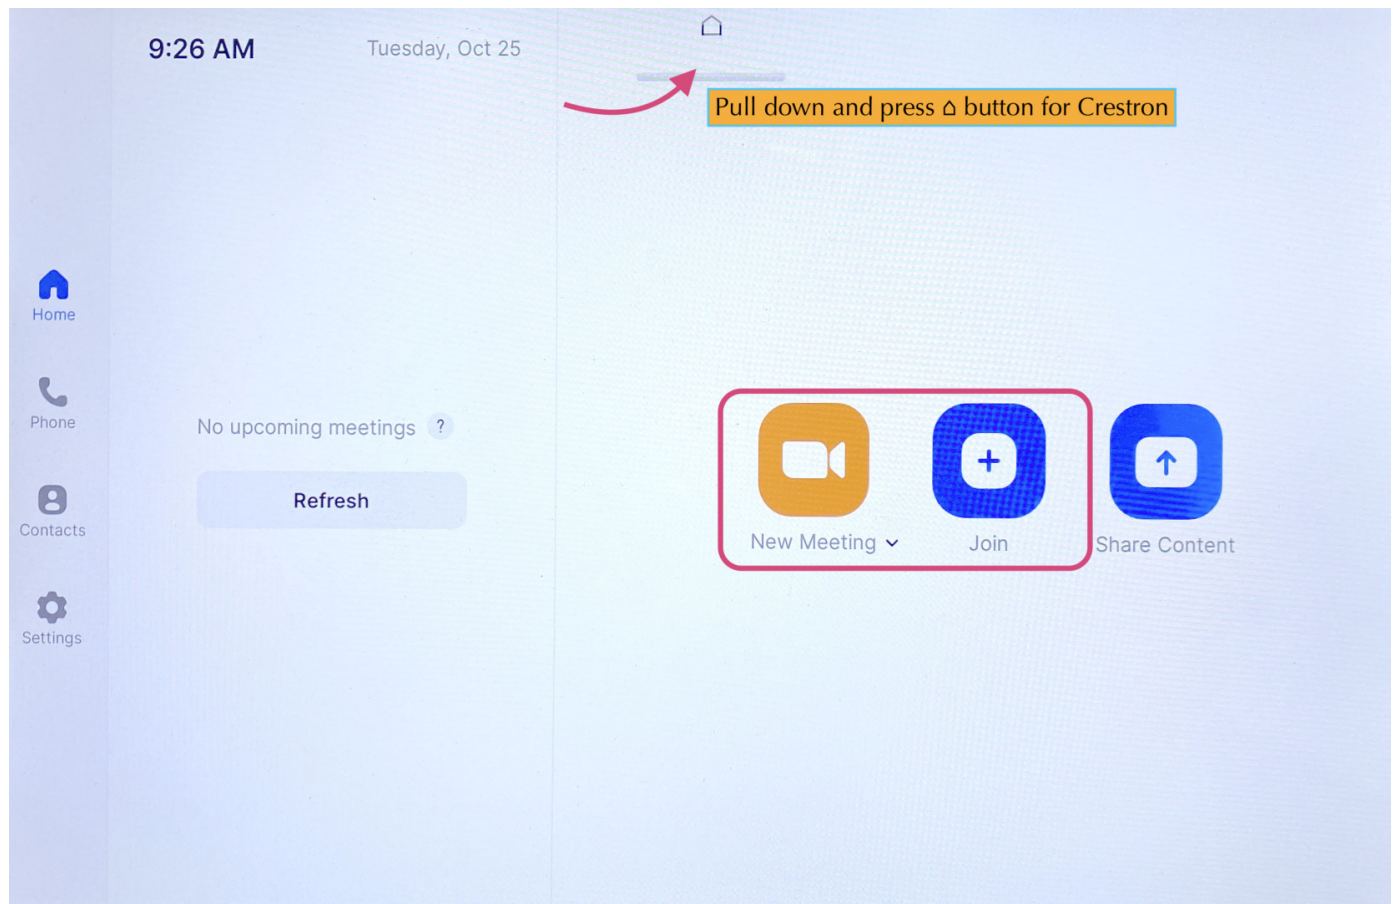 9:26 AM
Tuesday, Oct 25
Pull down and press ⌂ button for Crestron
Home
Phone
Contacts
Settings
No upcoming meetings ?
Refresh
New Meeting
Join
Share Content